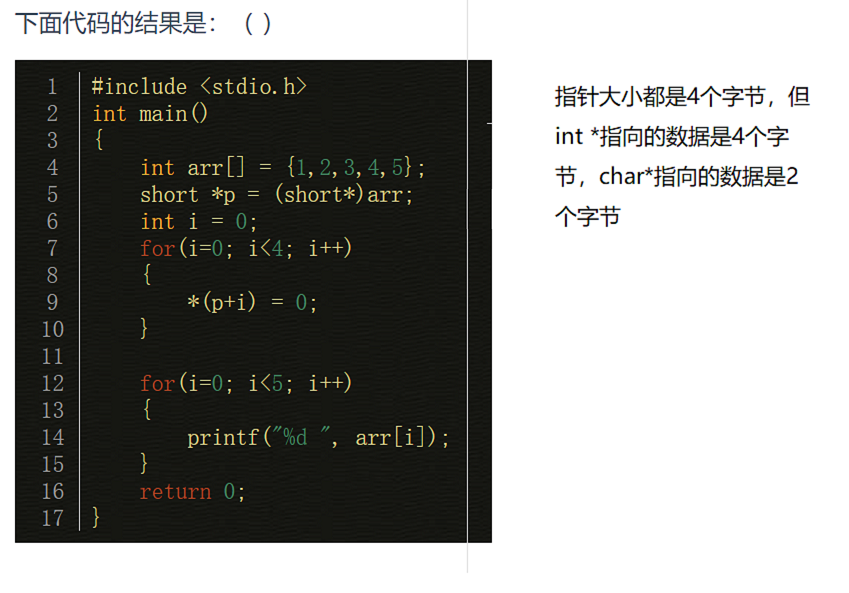 下面代码的结果是：（ ）
1 #include <stdio.h>
2 int main()
3 {
4     int arr[] = {1,2,3,4,5};
5     short *p = (short*)arr;
6     int i = 0;
7     for(i=0; i<4; i++)
8     {
9         *(p+i) = 0;
10     }
11
12     for(i=0; i<5; i++)
13     {
14         printf("%d ", arr[i]);
15     }
16     return 0;
17 }
指针大小都是4个字节，但
int *指向的数据是4个字
节，char*指向的数据是2
个字节